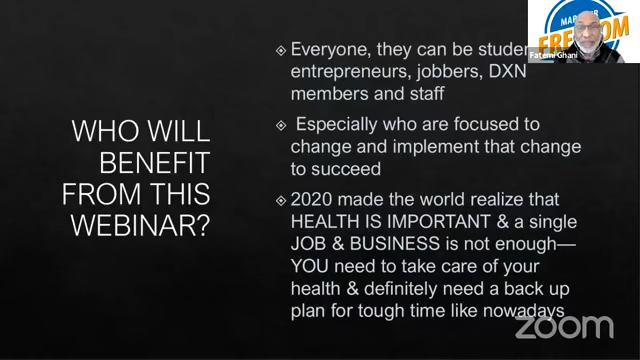 WHO WILL
BENEFIT
FROM THIS
WEBINAR?
Everyone, they can be studen
entrepreneurs, jobbers, DXN
members and staff
Especially who are focused to
change and implement that change
to succeed
2020 made the world realize that
HEALTH IS IMPORTANT & a single
JOB & BUSINESS is not enough—
YOU need to take care of your
health & definitely need a back up
plan for tough time like nowadays
Fatemi Ghani
zoom